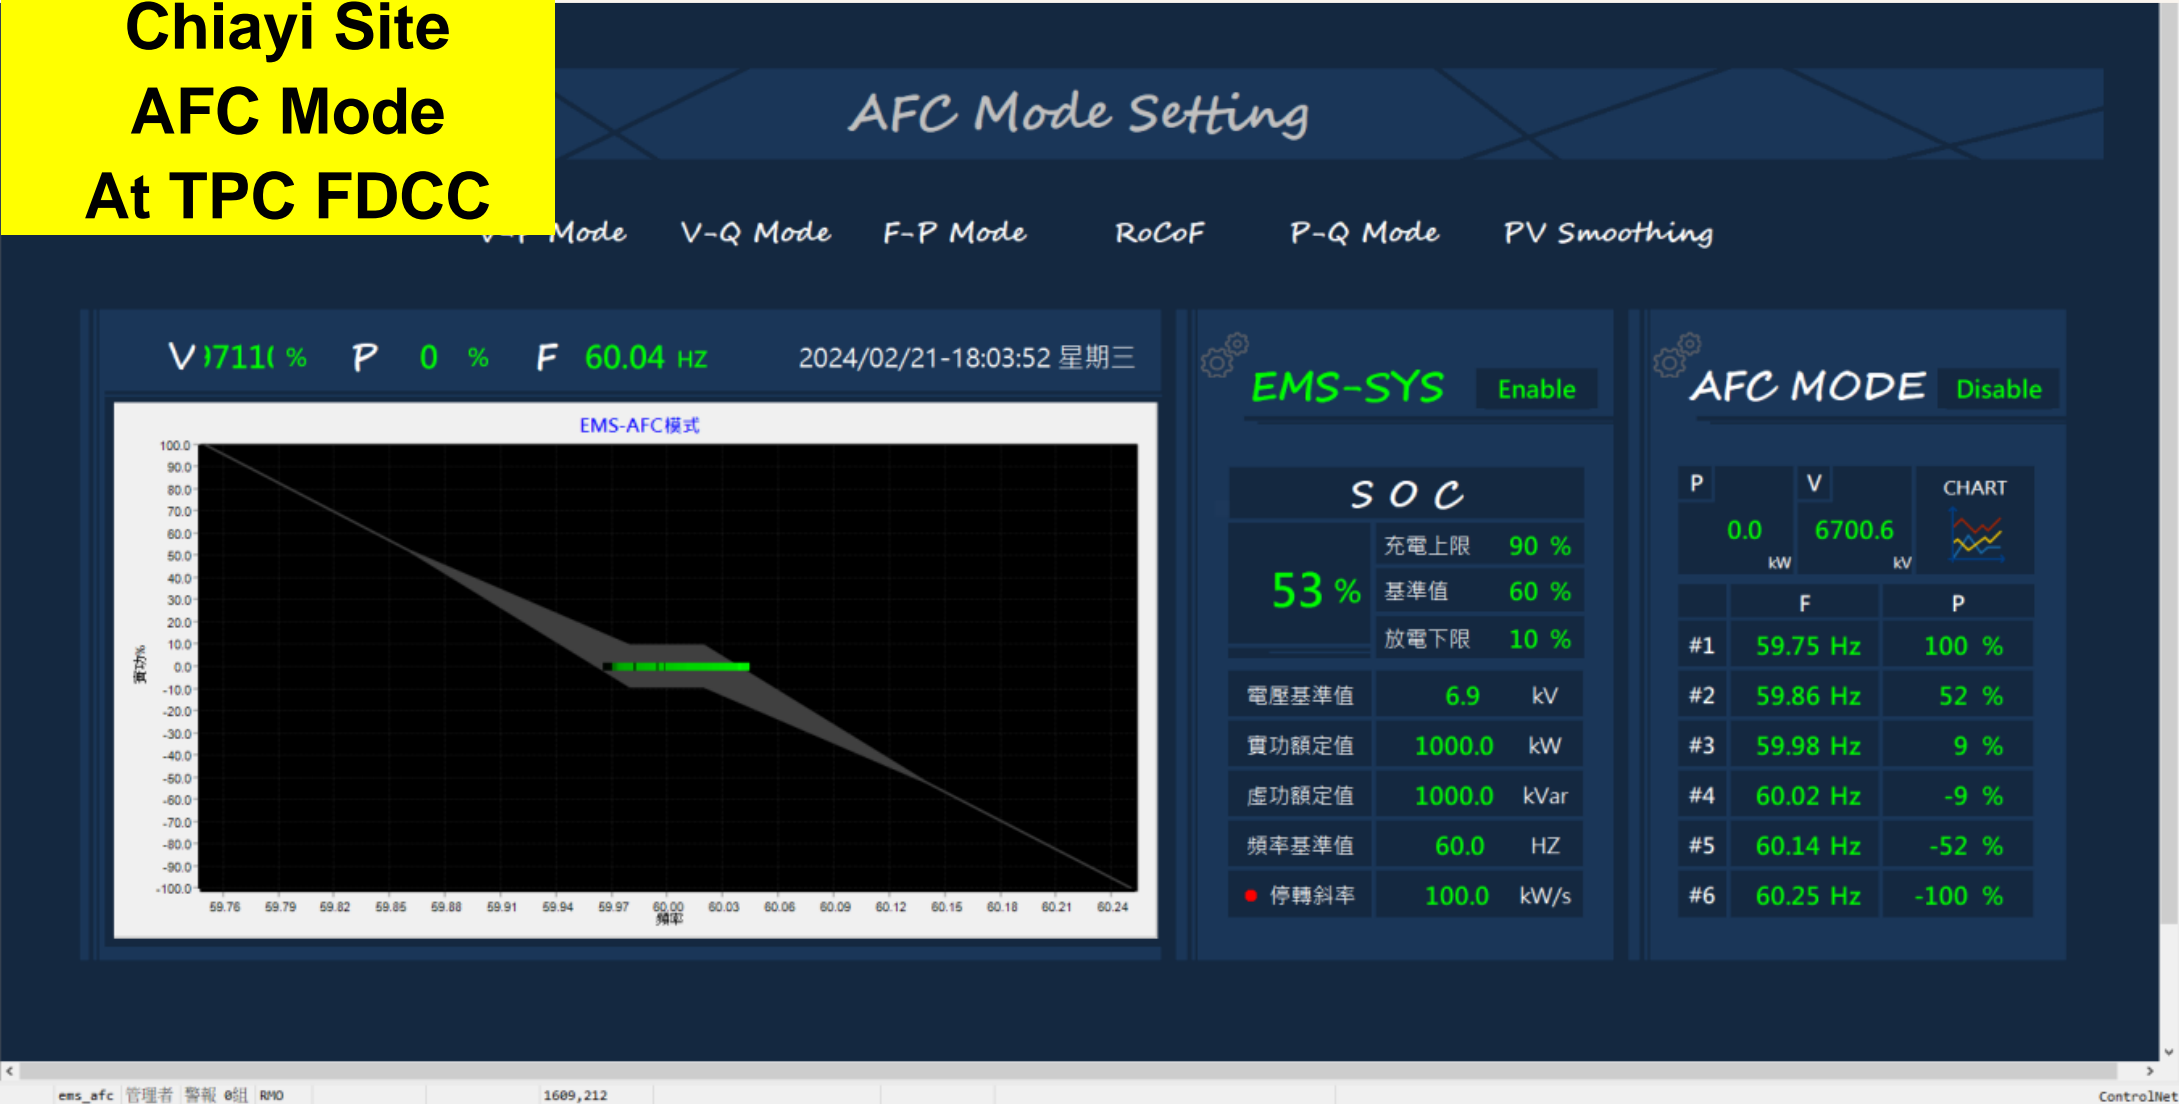 Chiayi Site
AFC Mode
At TPC FDCC
AFC Mode Setting
Mode V-Q Mode F-P Mode RoCoF P-Q Mode PV Smoothing
V % P 0 % F 60.04 HZ 2024/02/21-18:03:52 星期三
EMS-AFC模式
100.0
90.0
80.0
70.0
60.0
50.0
40.0
30.0
20.0
10.0
0.0
-10.0
-20.0
-30.0
-40.0
-50.0
-60.0
-70.0
-80.0
-90.0
-100.0
實功%
59.76 59.79 59.82 59.85 59.88 59.91 59.94 59.97 60.00 60.03 60.06 60.09 60.12 60.15 60.18 60.21 60.24
頻率
EMS-SYS Enable
SOC
53 %
充電上限 90 %
基準值 60 %
放電下限 10 %
電壓基準值 6.9 kV
實功額定值 1000.0 kW
虛功額定值 1000.0 kVar
頻率基準值 60.0 HZ
停轉斜率 100.0 kW/s
AFC MODE Disable
P V CHART
0.0 kW 6700.6 kV
F P
#1 59.75 Hz 100 %
#2 59.86 Hz 52 %
#3 59.98 Hz 9 %
#4 60.02 Hz -9 %
#5 60.14 Hz -52 %
#6 60.25 Hz -100 %
ems_afc 管理者 警報 0組 RMO 1609,212 ControlNet